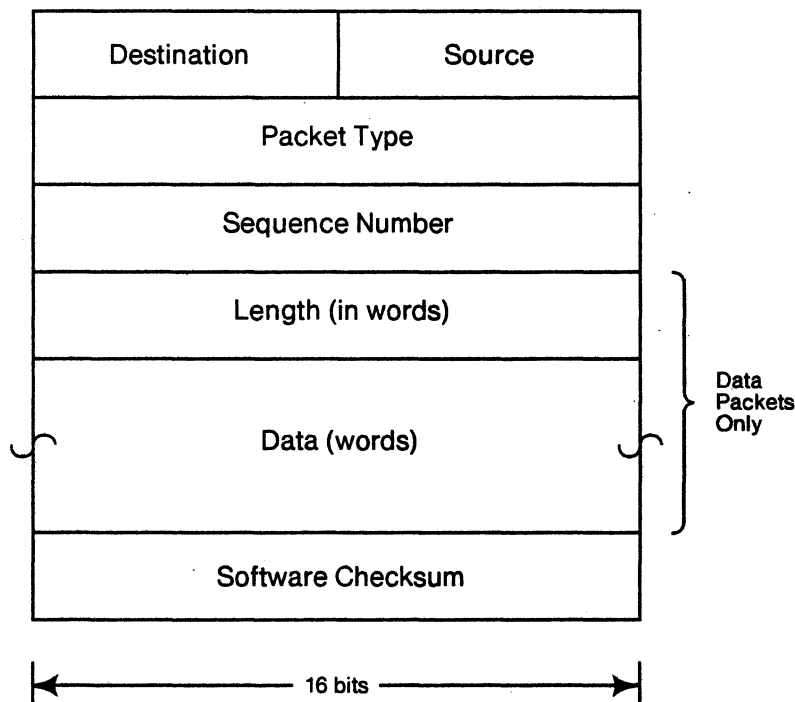 Destination
Source
Packet Type
Sequence Number
Length (in words)
Data (words)
Data
Packets
Only
Software Checksum
16 bits